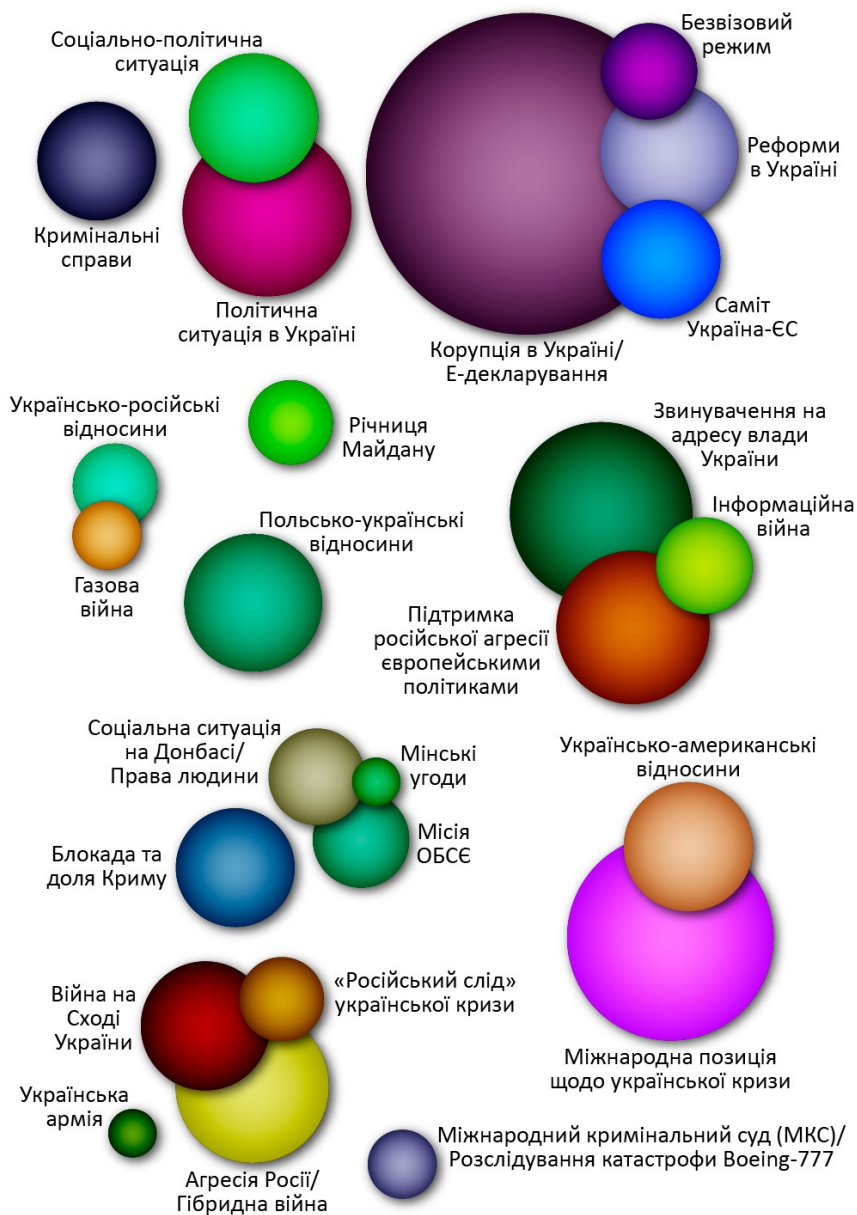 Соціально-політична
ситуація
Безвізовий
режим
Реформи
в Україні
Кримінальні
справи
Політична
ситуація в Україні
Саміт
Україна-ЄС
Корупція в Україні/
Е-декларування
Українсько-російські
відносини
Річниця
Майдану
Звинувачення на
адресу влади
України
Інформаційна
війна
Польсько-українські
відносини
Газова
війна
Підтримка
російської агресії
європейськими
політиками
Соціальна ситуація
на Донбасі/
Права людини
Мінські
угоди
Українсько-американські
відносини
Місія
ОБСЄ
Блокада та
доля Криму
«Російський слід»
української кризи
Війна на
Сході
України
Міжнародна позиція
щодо української кризи
Українська
армія
Міжнародний кримінальний суд (МКС)/
Розслідування катастрофи Boeing-777
Агресія Росії/
Гібридна війна